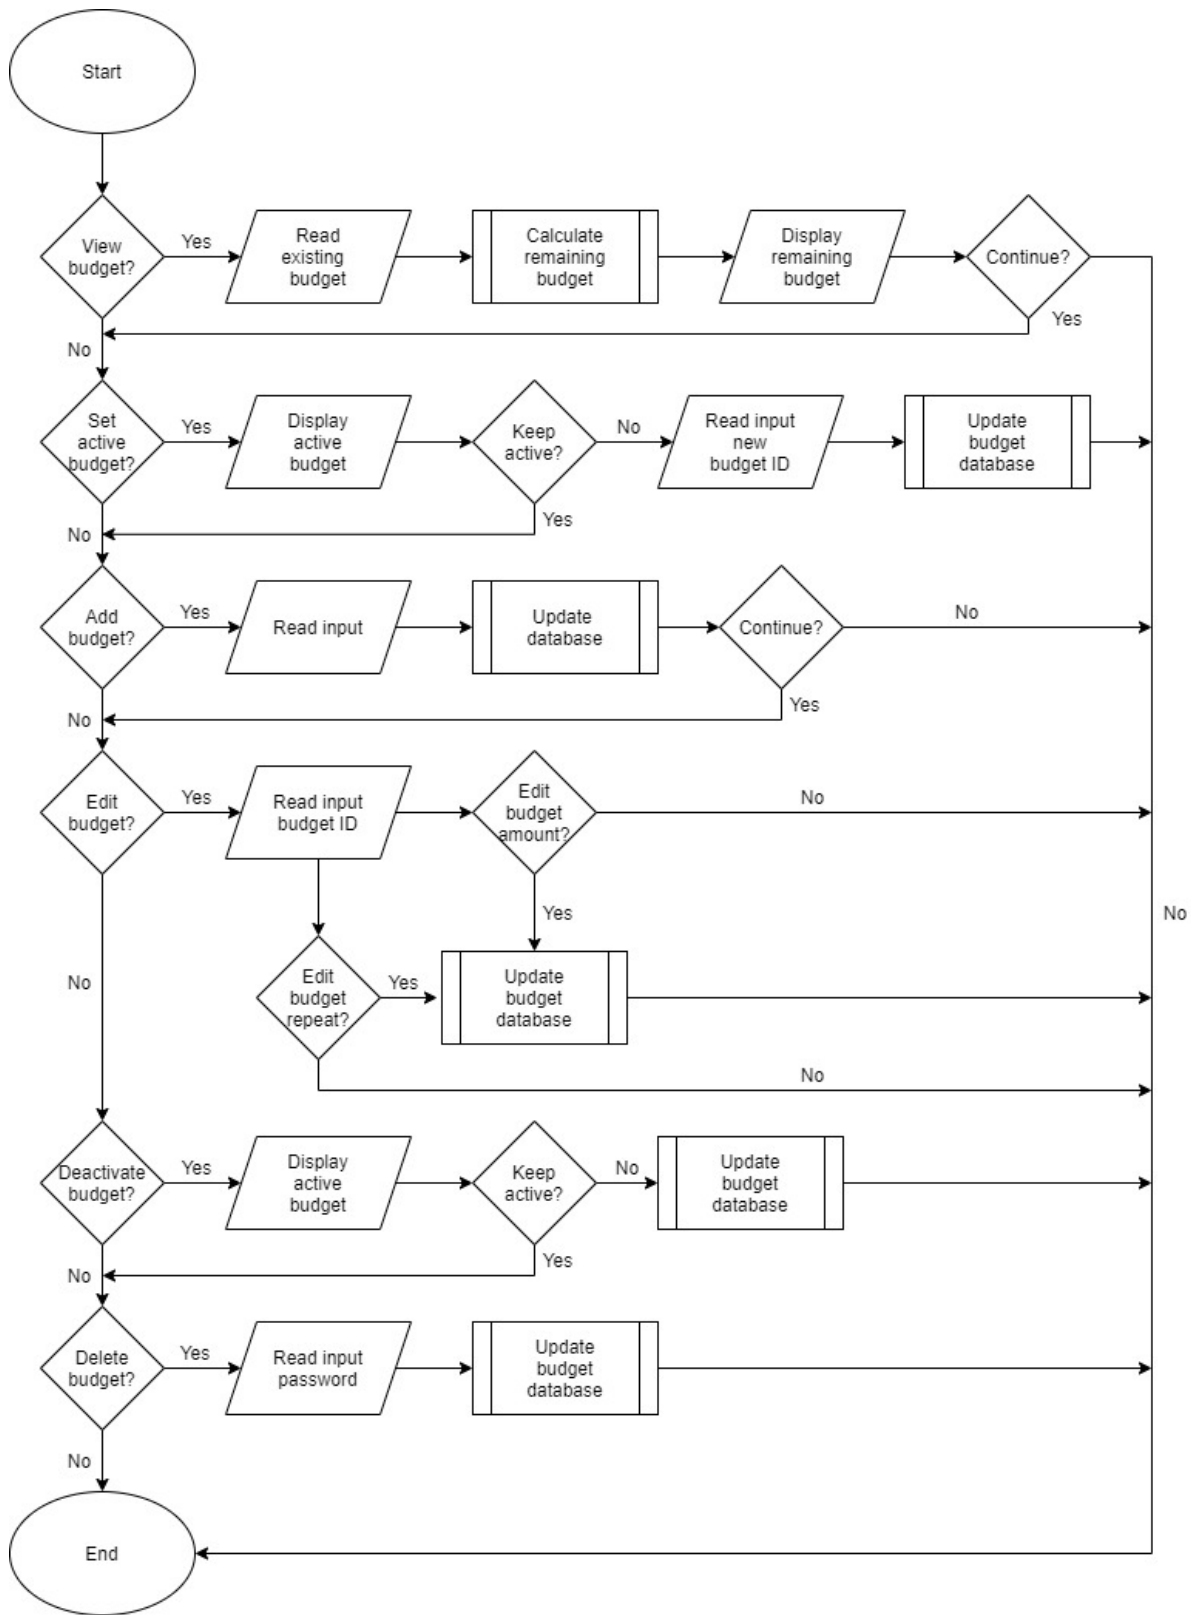 Start
View
budget?
Yes
Read
existing
budget
Calculate
remaining
budget
Display
remaining
budget
Continue?
Yes
No
Set
active
budget?
Yes
Display
active
budget
Keep
active?
No
Read input
new
budget ID
Update
budget
database
Yes
No
Add
budget?
Yes
Read input
Update
database
Continue?
No
Yes
No
Edit
budget?
Yes
Read input
budget ID
Edit
budget
amount?
No
Yes
No
No
Edit
budget
repeat?
Yes
Update
budget
database
No
Deactivate
budget?
Yes
Display
active
budget
Keep
active?
No
Update
budget
database
Yes
No
Delete
budget?
Yes
Read input
password
Update
budget
database
No
End